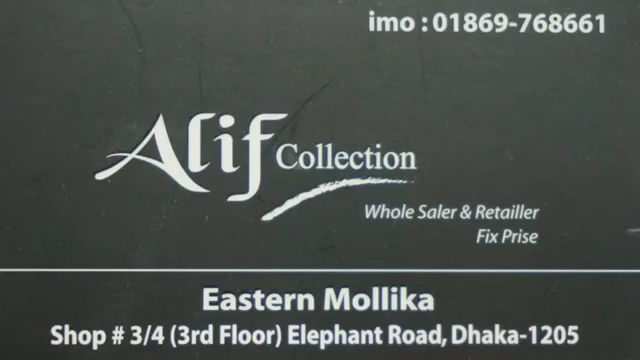 imo : 01869-768661
Alif Collection
Whole Saler & Retailler
Fix Prise
Eastern Mollika
Shop # 3/4 (3rd Floor) Elephant Road, Dhaka-1205